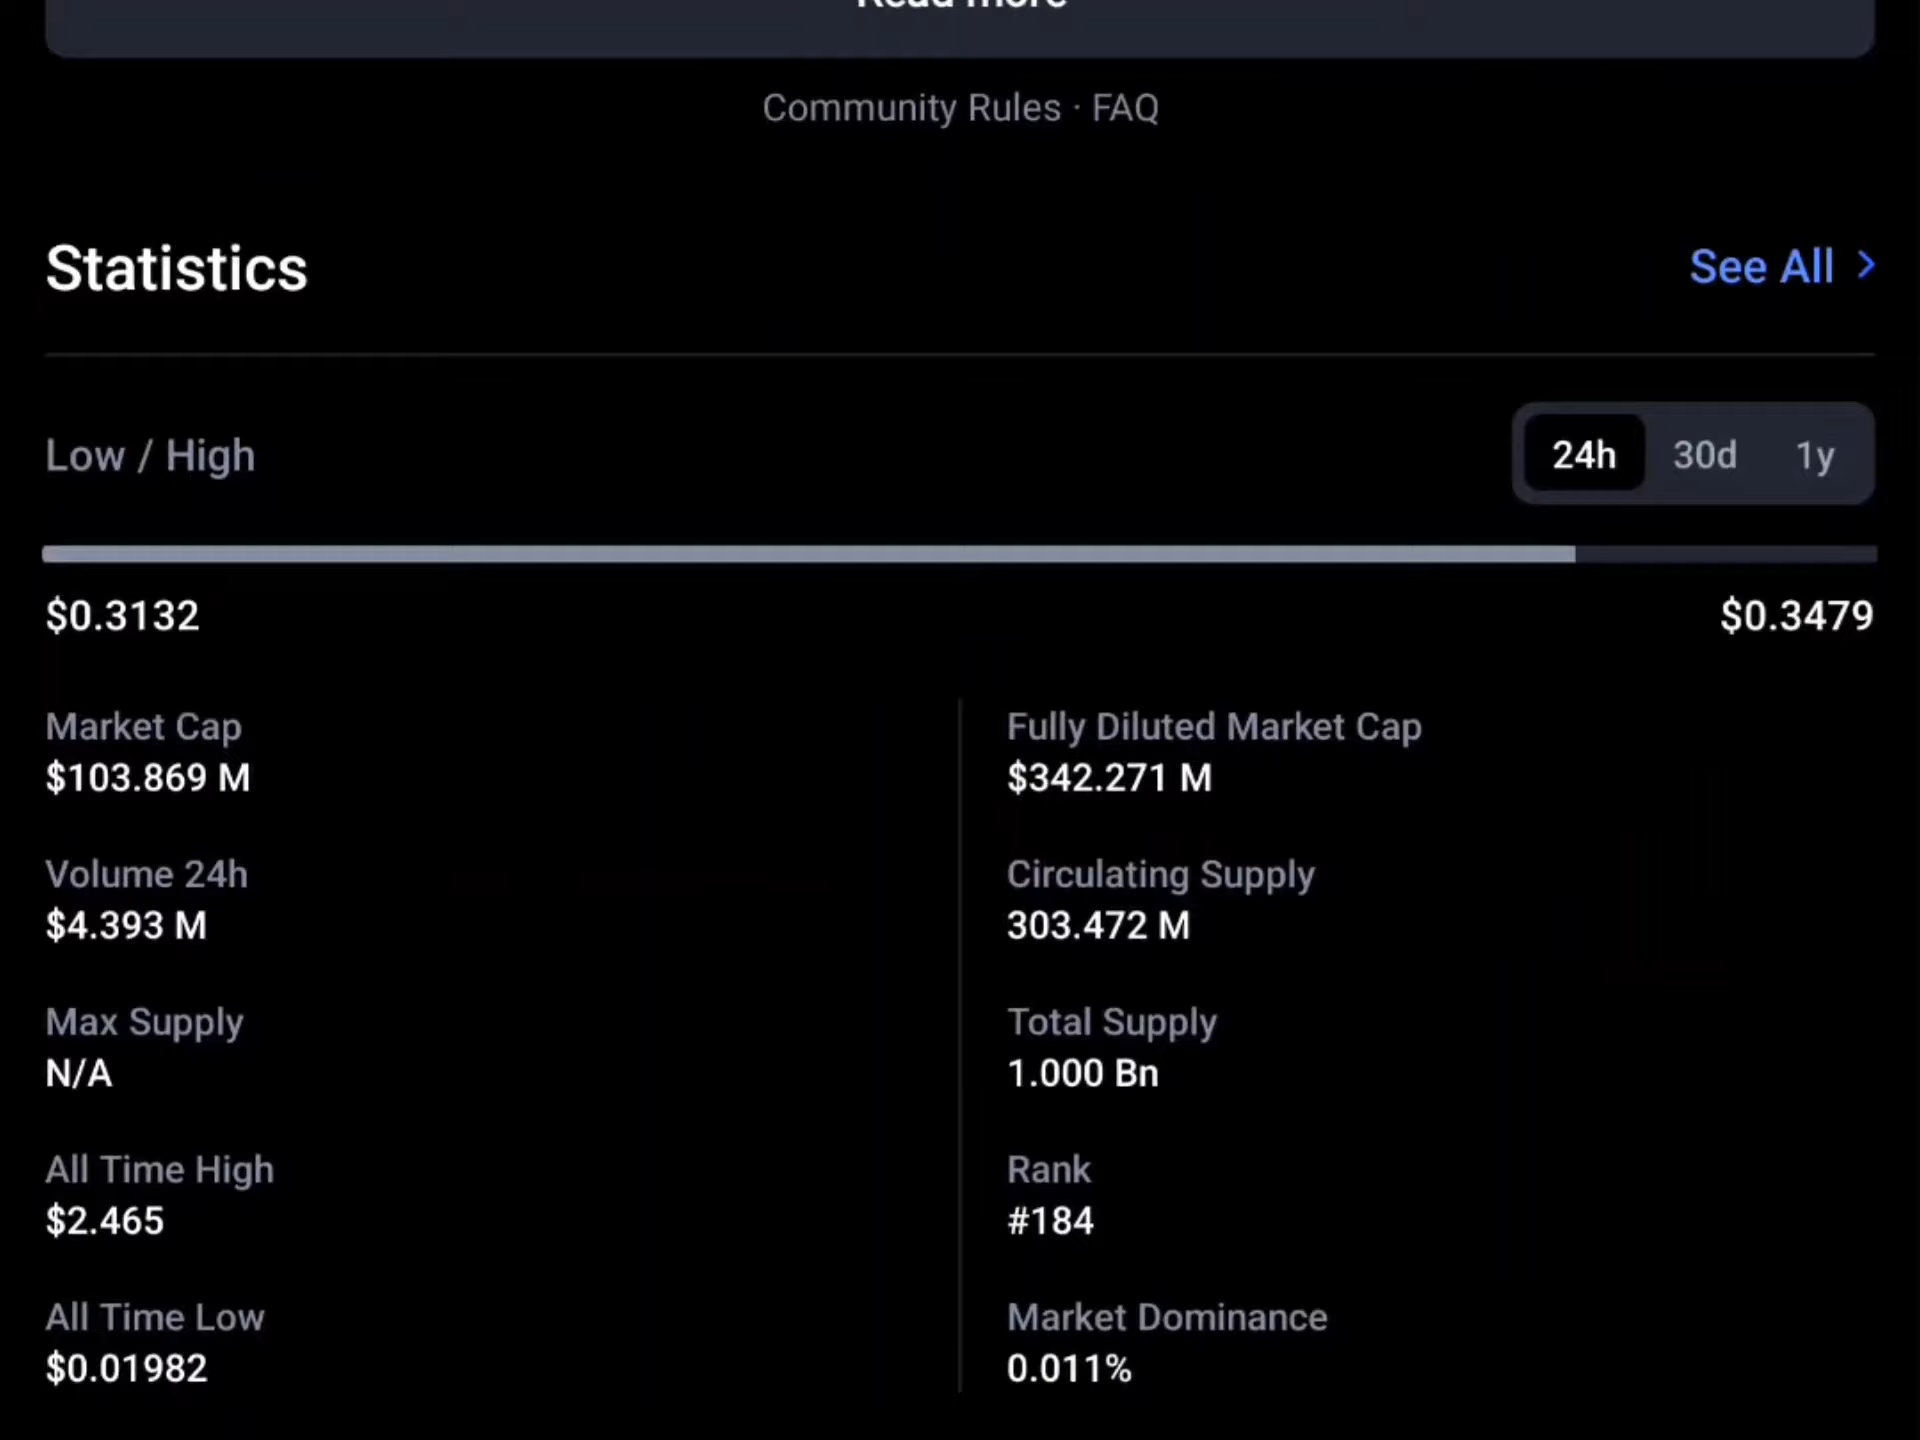 Read more
Community Rules · FAQ
Statistics
See All >
Low / High
24h 30d 1y
$0.3132
$0.3479
Market Cap
$103.869 M
Fully Diluted Market Cap
$342.271 M
Volume 24h
$4.393 M
Circulating Supply
303.472 M
Max Supply
N/A
Total Supply
1.000 Bn
All Time High
$2.465
Rank
#184
All Time Low
$0.01982
Market Dominance
0.011%